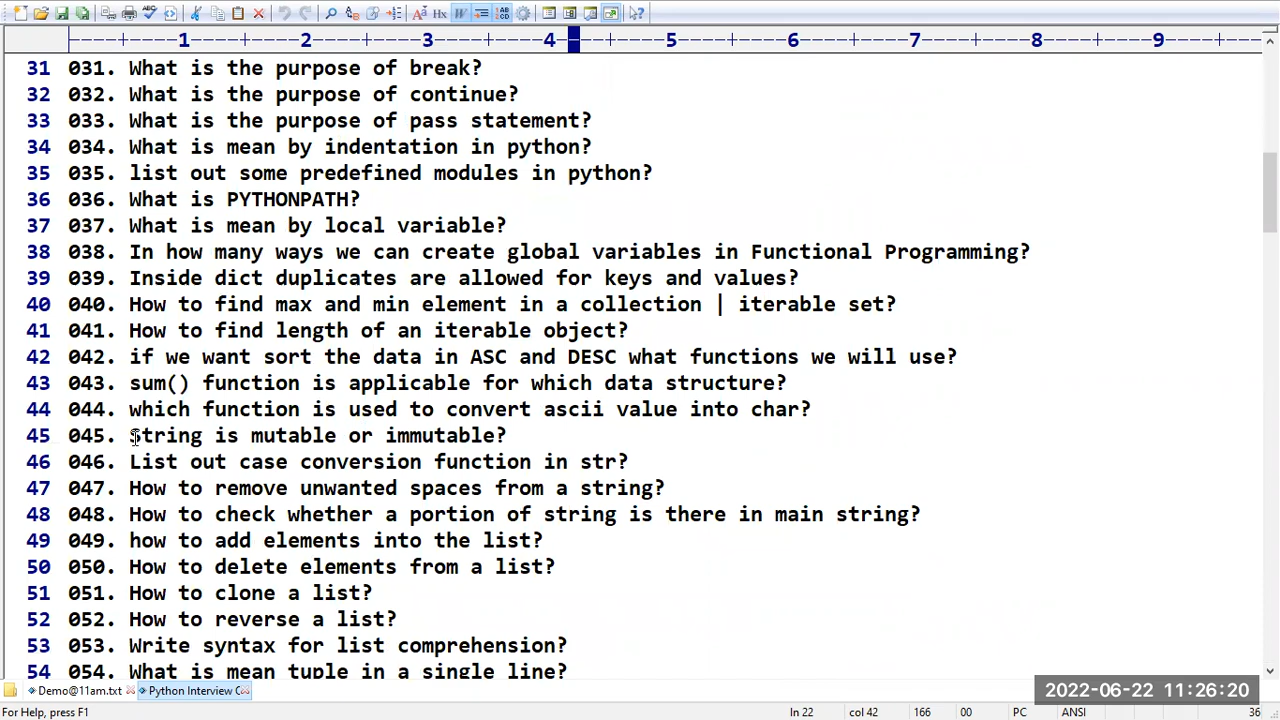 1 2 3 4 5 6 7 8 9
31 031. What is the purpose of break?
32 032. What is the purpose of continue?
33 033. What is the purpose of pass statement?
34 034. What is mean by indentation in python?
35 035. list out some predefined modules in python?
36 036. What is PYTHONPATH?
37 037. What is mean by local variable?
38 038. In how many ways we can create global variables in Functional Programming?
39 039. Inside dict duplicates are allowed for keys and values?
40 040. How to find max and min element in a collection | iterable set?
41 041. How to find length of an iterable object?
42 042. if we want sort the data in ASC and DESC what functions we will use?
43 043. sum() function is applicable for which data structure?
44 044. which function is used to convert ascii value into char?
45 045. String is mutable or immutable?
46 046. List out case conversion function in str?
47 047. How to remove unwanted spaces from a string?
48 048. How to check whether a portion of string is there in main string?
49 049. how to add elements into the list?
50 050. How to delete elements from a list?
51 051. How to clone a list?
52 052. How to reverse a list?
53 053. Write syntax for list comprehension?
54 054. What is mean tuple in a single line?
Demo@11am.txt Python Interview
2022-06-22 11:26:20
For Help, press F1 ln 22 col 42 166 00 PC ANSI 36